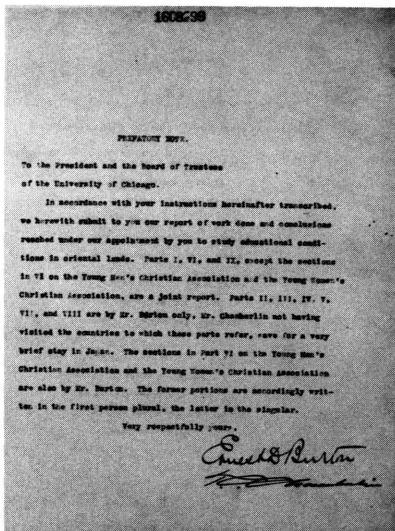 1608299
PREFATORY NOTE.
To the President and the Board of Trustees
of the University of Chicago.
In accordance with your instructions hereinafter transcribed,
we herewith submit to you our report of work done and conclusions
reached under our appointment by you to study educational condi-
tions in oriental lands. Parts I, VI, and IX, except the sections
in VI on the Young Men's Christian Association and the Young Women's
Christian Association, are a joint report. Parts II, III, IV, V,
VII, and VIII are by Mr. Burton only, Mr. Chamberlin not having
visited the countries to which these parts refer, save for a very
brief stay in Japan. The sections in Part VI on the Young Men's
Christian Association and the Young Women's Christian Association
are also by Mr. Burton. The former portions are accordingly writ-
ten in the first person plural, the latter in the singular.
Very respectfully yours,
Ernest D Burton